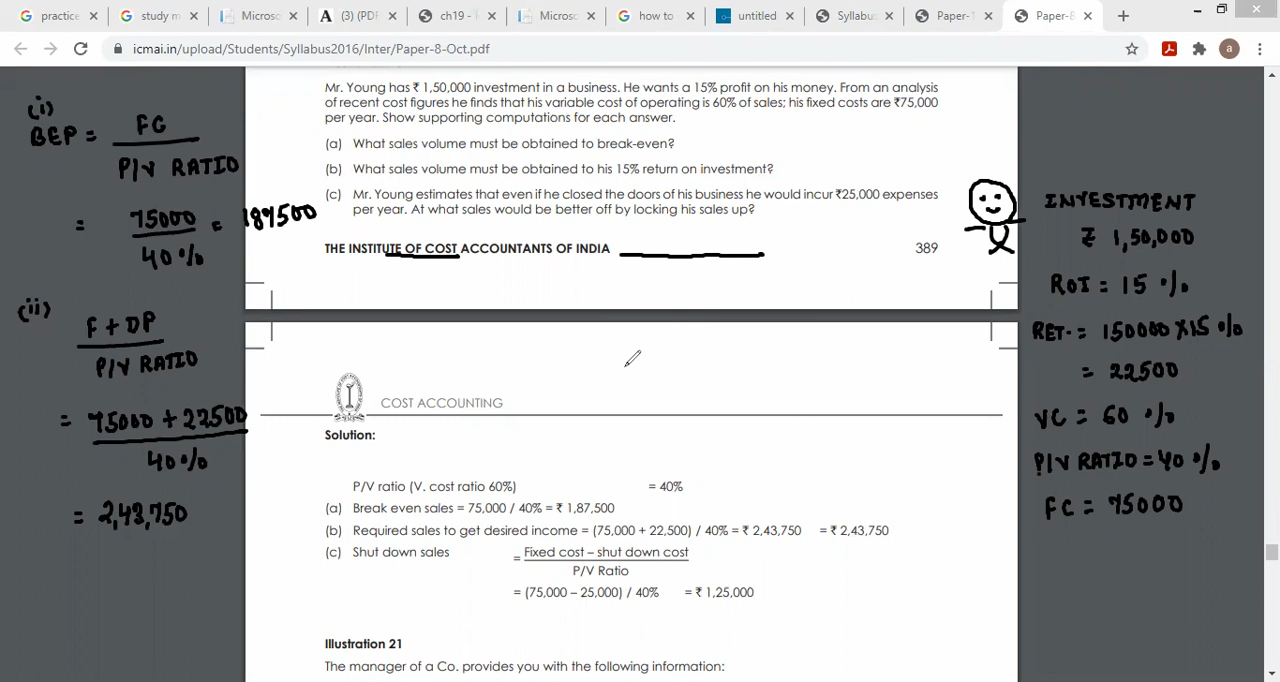 practice
study m
Microso
(3) (PDF
ch19 -
Microso
how to
untitled
Syllabus
Paper-1
Paper-8
icmai.in/upload/Students/Syllabus2016/Inter/Paper-8-Oct.pdf
a
(i)
BEP = FC
P/V RATIO
= 75000 = 187500
40%
(ii)
F + DP
P/V RATIO
= 75000 + 22500
40%
= 2,43,750
Mr. Young has ₹ 1,50,000 investment in a business. He wants a 15% profit on his money. From an analysis
of recent cost figures he finds that his variable cost of operating is 60% of sales; his fixed costs are ₹75,000
per year. Show supporting computations for each answer.
(a) What sales volume must be obtained to break-even?
(b) What sales volume must be obtained to his 15% return on investment?
(c) Mr. Young estimates that even if he closed the doors of his business he would incur ₹25,000 expenses
per year. At what sales would be better off by locking his sales up?
THE INSTITUTE OF COST ACCOUNTANTS OF INDIA 389
COST ACCOUNTING
Solution:
P/V ratio (V. cost ratio 60%) = 40%
(a) Break even sales = 75,000 / 40% = ₹ 1,87,500
(b) Required sales to get desired income = (75,000 + 22,500) / 40% = ₹ 2,43,750 = ₹ 2,43,750
(c) Shut down sales = Fixed cost – shut down cost
P/V Ratio
= (75,000 – 25,000) / 40% = ₹ 1,25,000
Illustration 21
The manager of a Co. provides you with the following information:
INVESTMENT
₹ 1,50,000
ROI = 15 %
RET. = 150000 X 15 %
= 22500
VC = 60 %
P/V RATIO = 40 %
FC = 75000